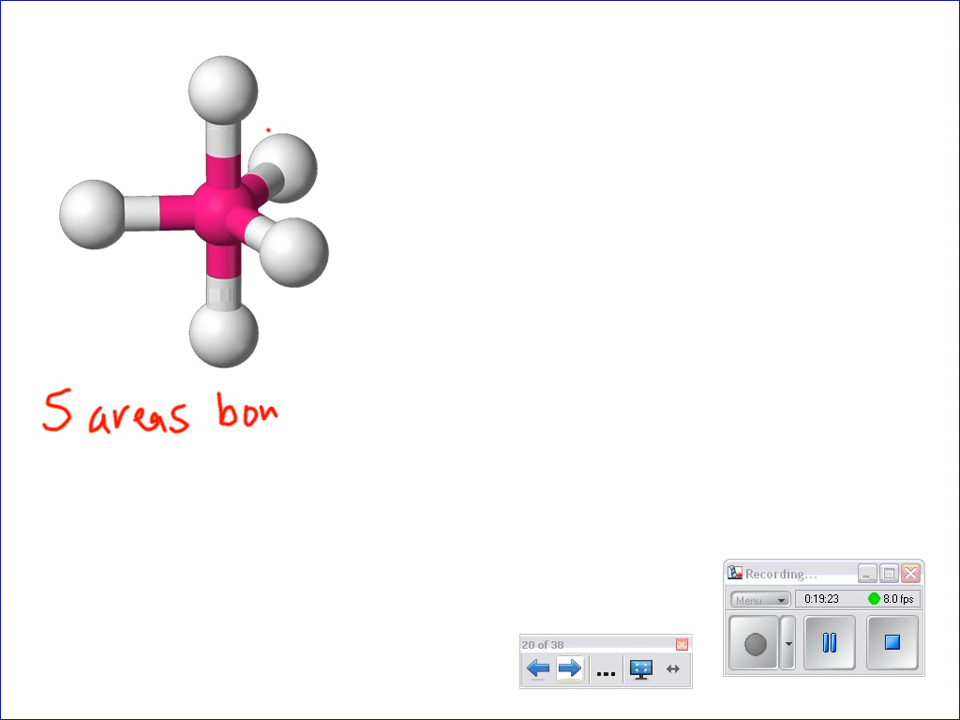 5 areas bon
Recording...
Menu
0:19:23
8.0 fps
20 of 38
...